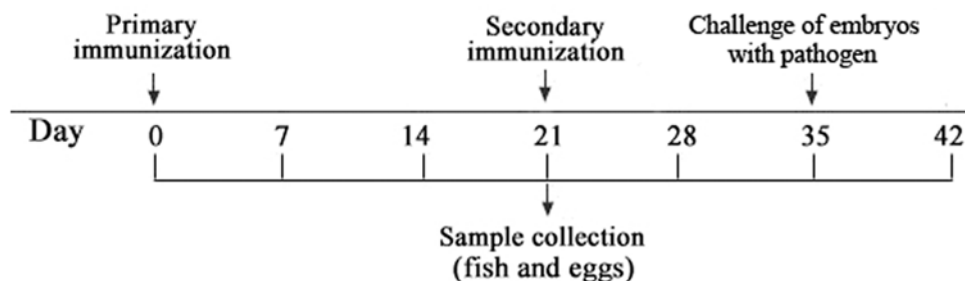 Primary
immunization
Secondary
immunization
Challenge of embryos
with pathogen
Day 0 7 14 21 28 35 42
Sample collection
(fish and eggs)